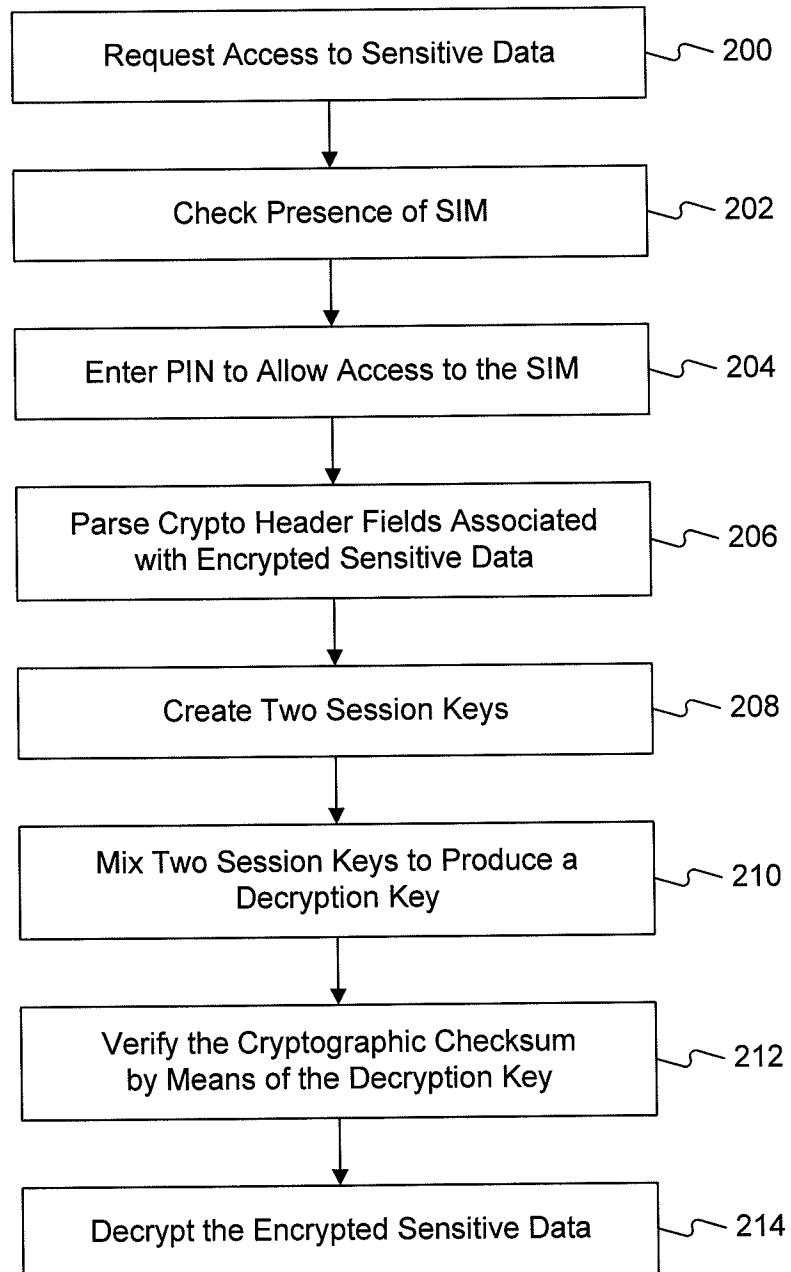 Request Access to Sensitive Data
200
Check Presence of SIM
202
Enter PIN to Allow Access to the SIM
204
Parse Crypto Header Fields Associated
with Encrypted Sensitive Data
206
Create Two Session Keys
208
Mix Two Session Keys to Produce a
Decryption Key
210
Verify the Cryptographic Checksum
by Means of the Decryption Key
212
Decrypt the Encrypted Sensitive Data
214